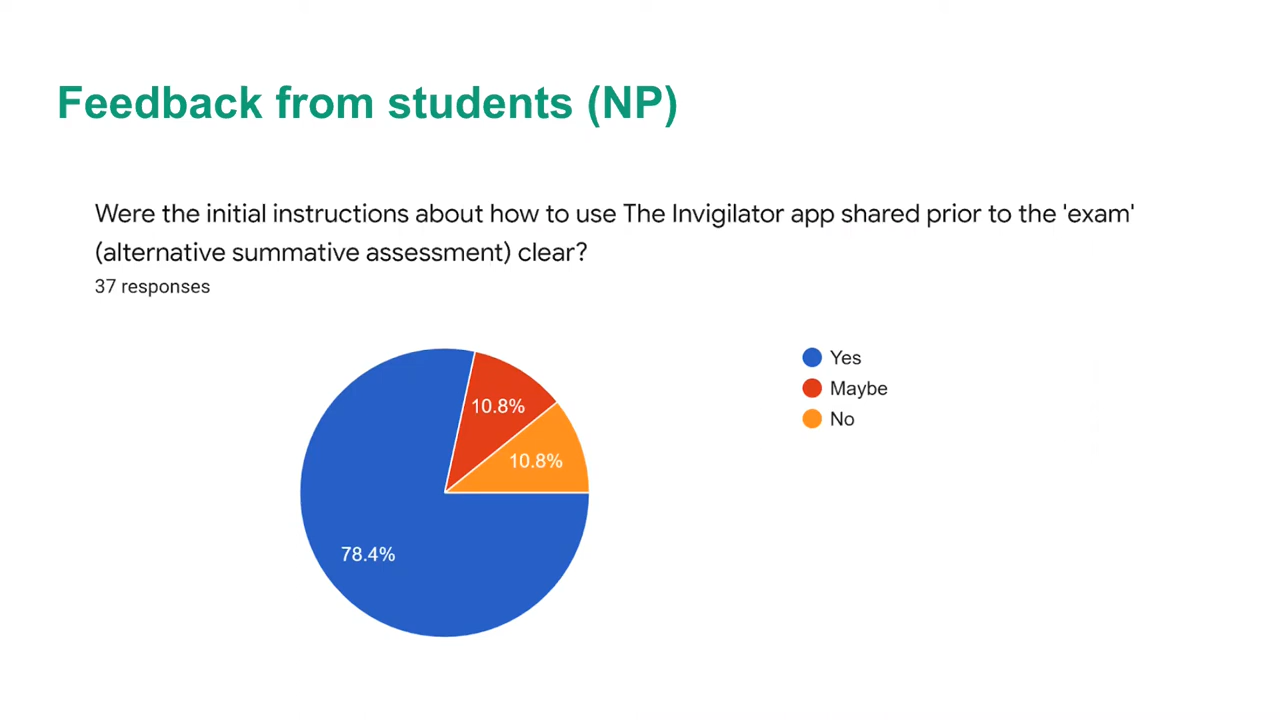 Feedback from students (NP)
Were the initial instructions about how to use The Invigilator app shared prior to the 'exam'
(alternative summative assessment) clear?
37 responses
Yes
Maybe
No
10.8%
10.8%
78.4%